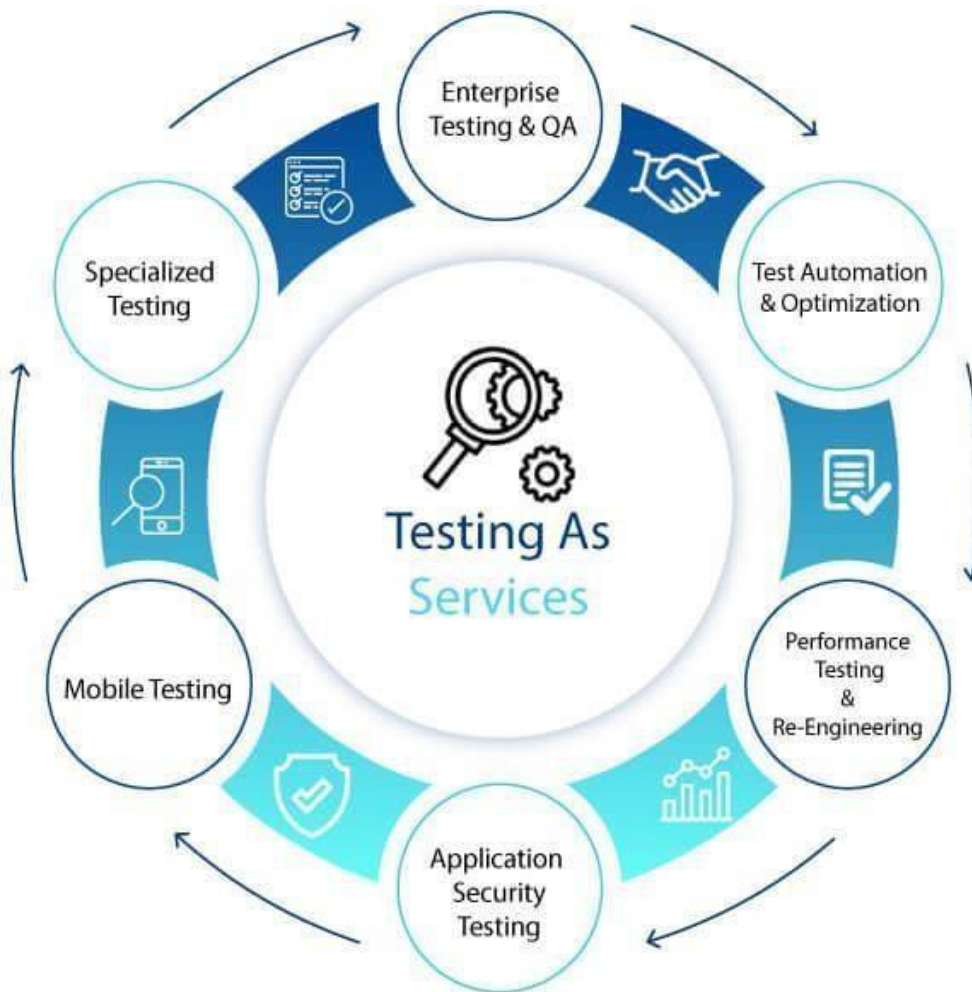 Enterprise
Testing & QA
Test Automation
& Optimization
Performance
Testing
&
Re-Engineering
Application
Security
Testing
Mobile Testing
Specialized
Testing
Testing As
Services